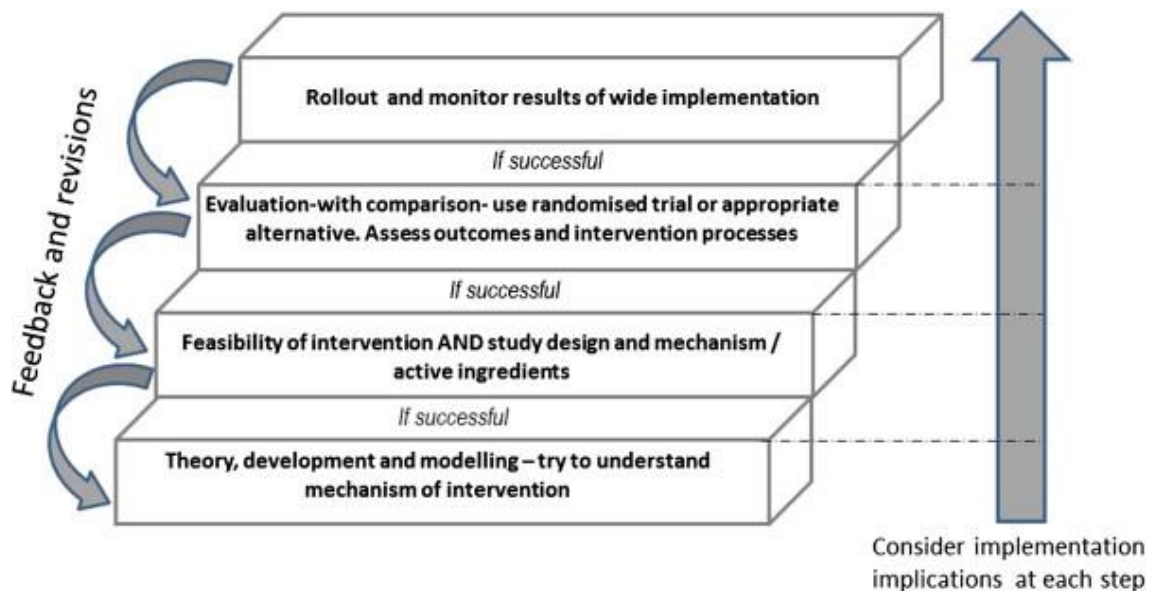 Rollout and monitor results of wide implementation
If successful
Evaluation-with comparison- use randomised trial or appropriate
alternative. Assess outcomes and intervention processes
If successful
Feasibility of intervention AND study design and mechanism /
active ingredients
If successful
Theory, development and modelling – try to understand
mechanism of intervention
Feedback and revisions
Consider implementation
implications at each step